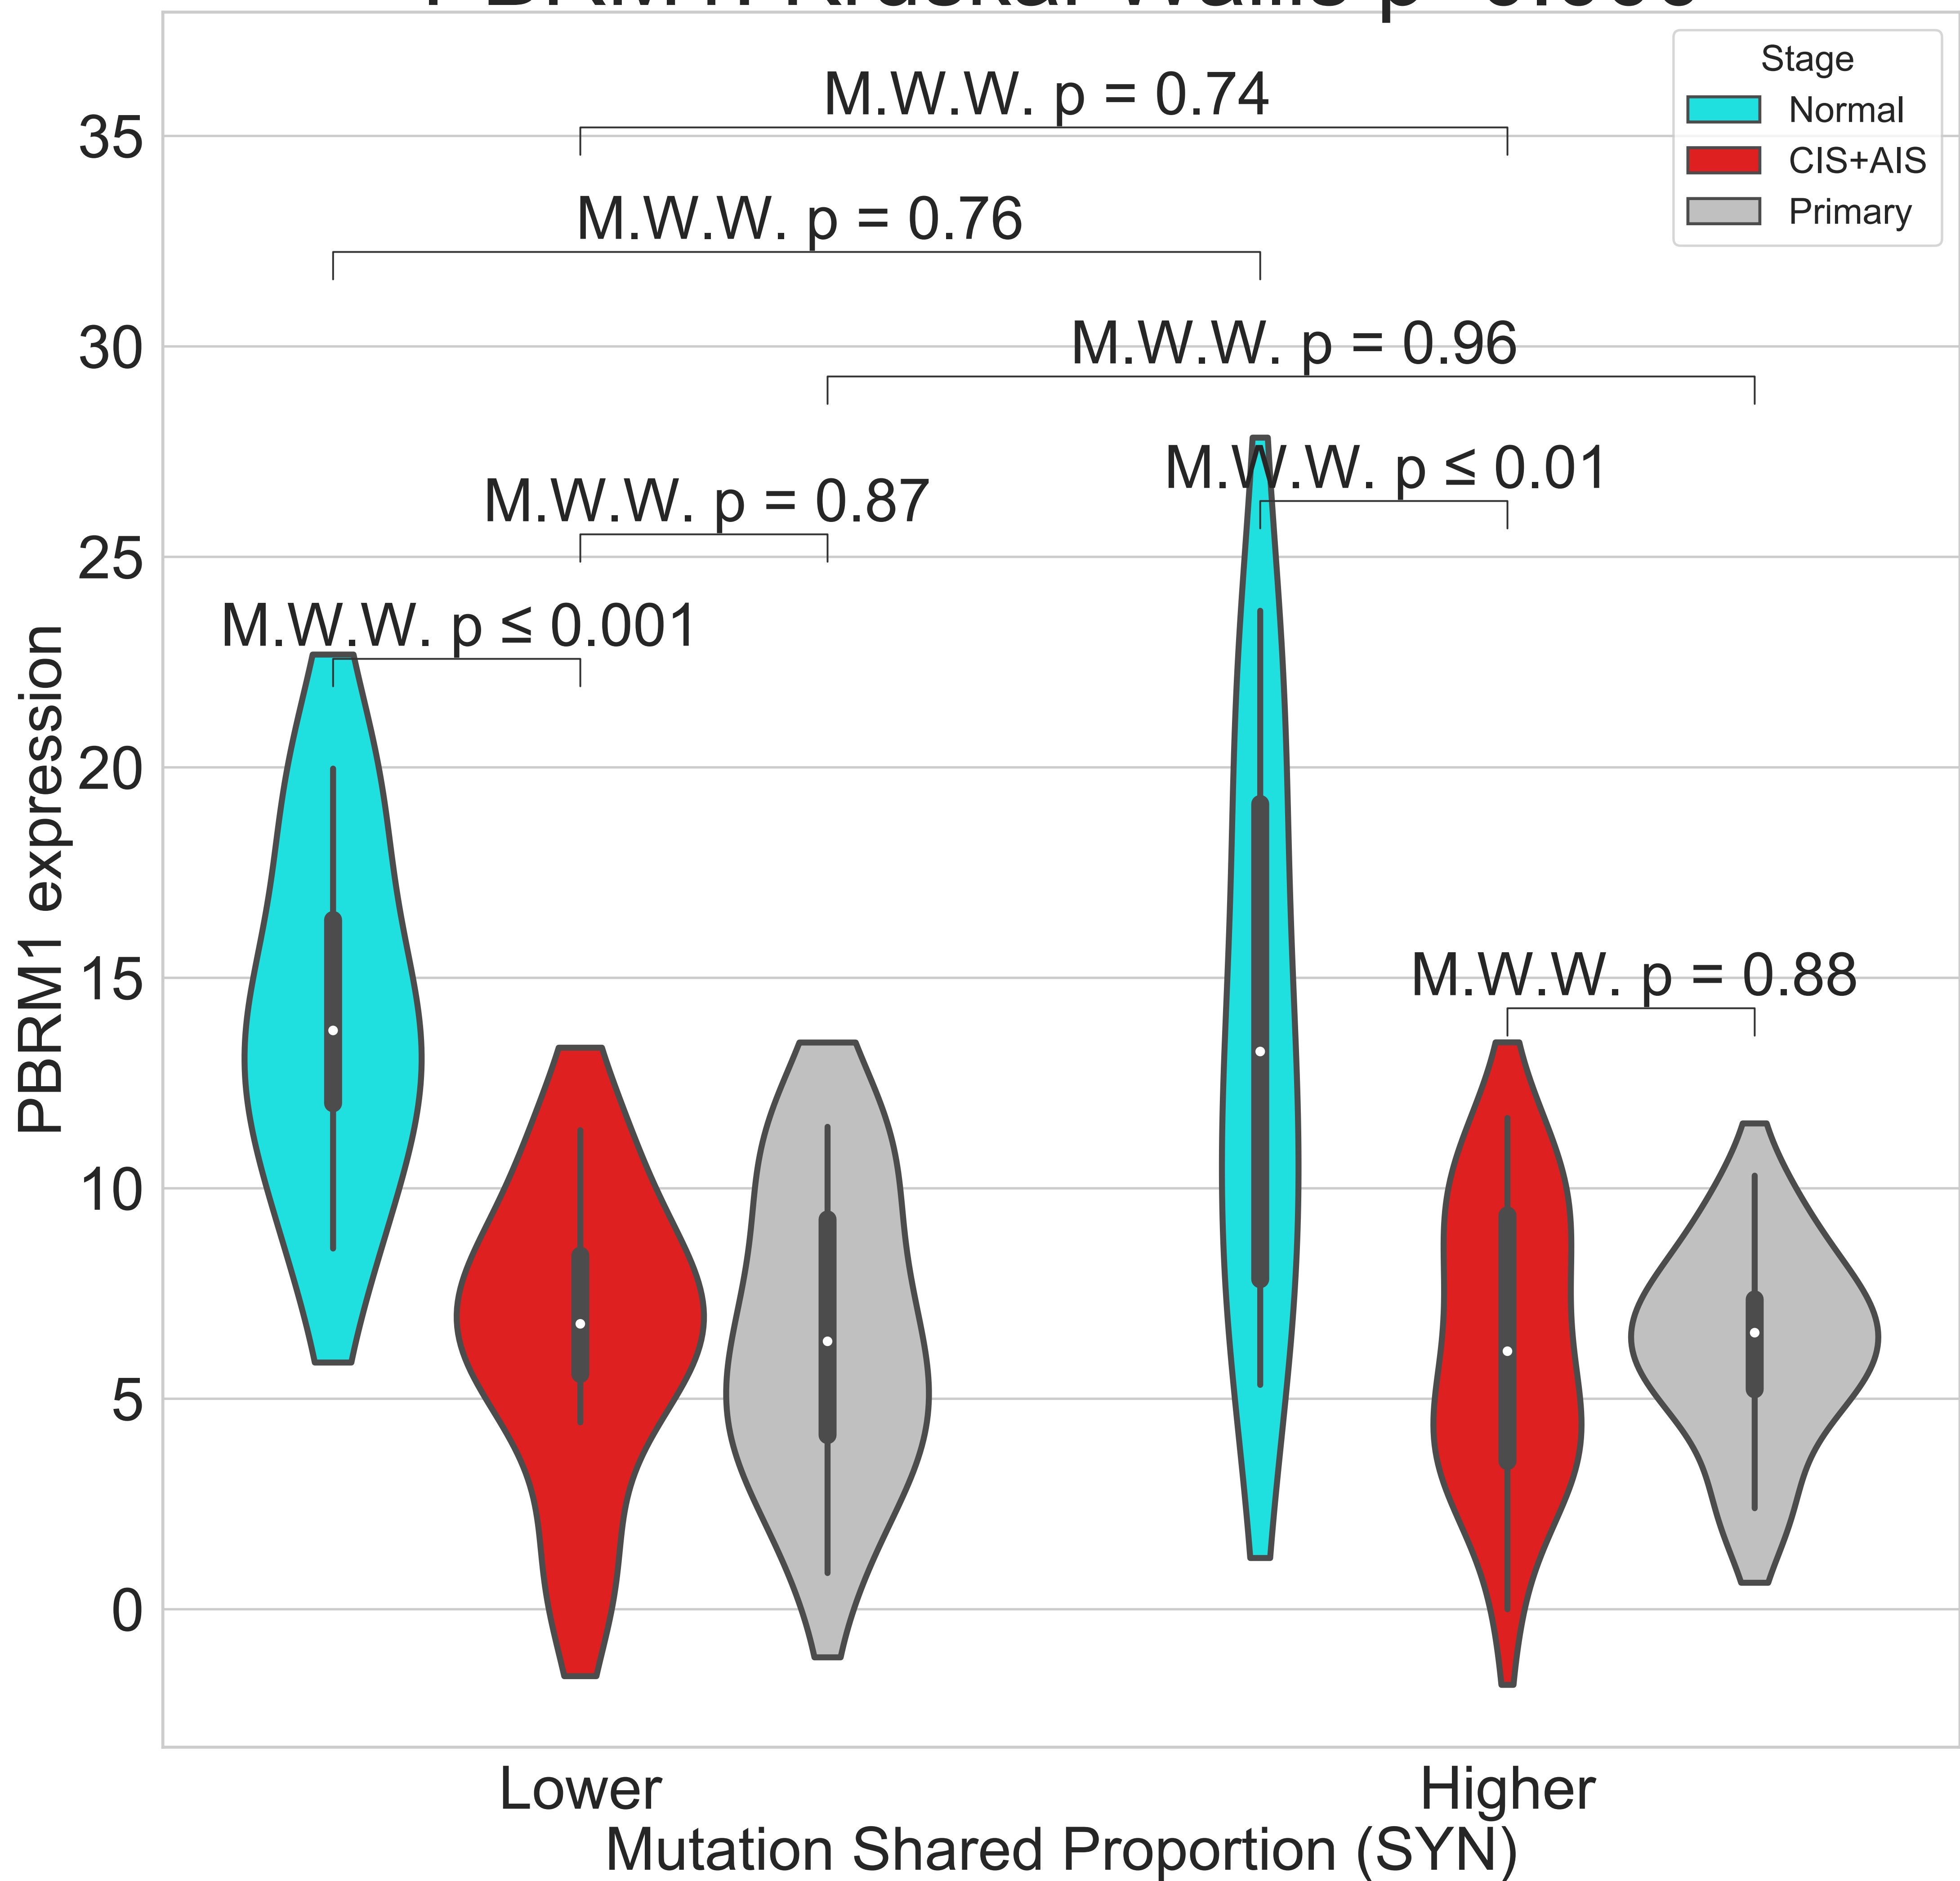 Stage
Normal
CIS+AIS
Primary
M.W.W. p = 0.74
M.W.W. p = 0.76
M.W.W. p = 0.96
M.W.W. p ≤ 0.01
M.W.W. p = 0.87
M.W.W. p ≤ 0.001
M.W.W. p = 0.88
35
30
25
20
15
10
5
0
PBRM1 expression
Lower
Higher
Mutation Shared Proportion (SYN)